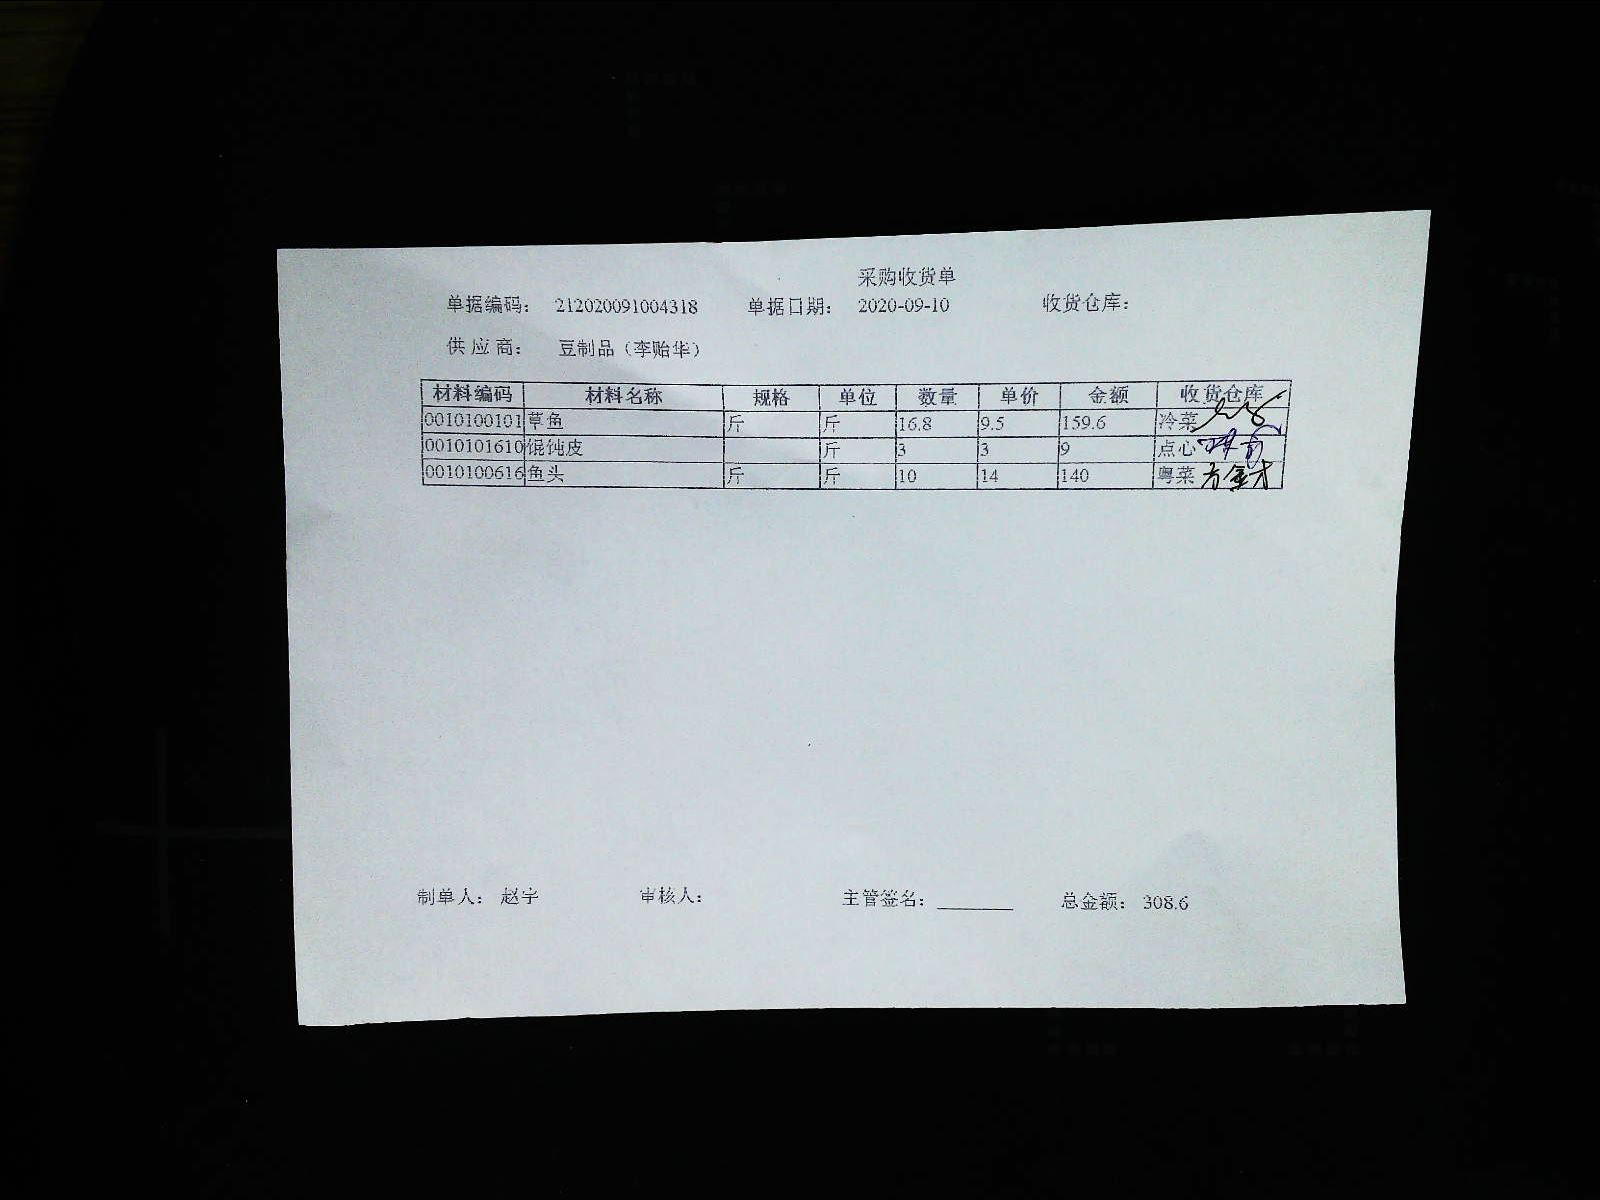 采购收货单
单据编码： 212020091004318 单据日期： 2020-09-10 收货仓库：
供 应 商： 豆制品（李贻华）
材料编码 材料名称 规格 单位 数量 单价 金额 收货仓库
0010100101 草鱼 斤 斤 16.8 9.5 159.6 冷菜
0010101610 馄饨皮 斤 3 3 9 点心
0010100616 鱼头 斤 斤 10 14 140 粤菜 方金才
制单人： 赵宇 审核人： 主管签名： 总金额： 308.6